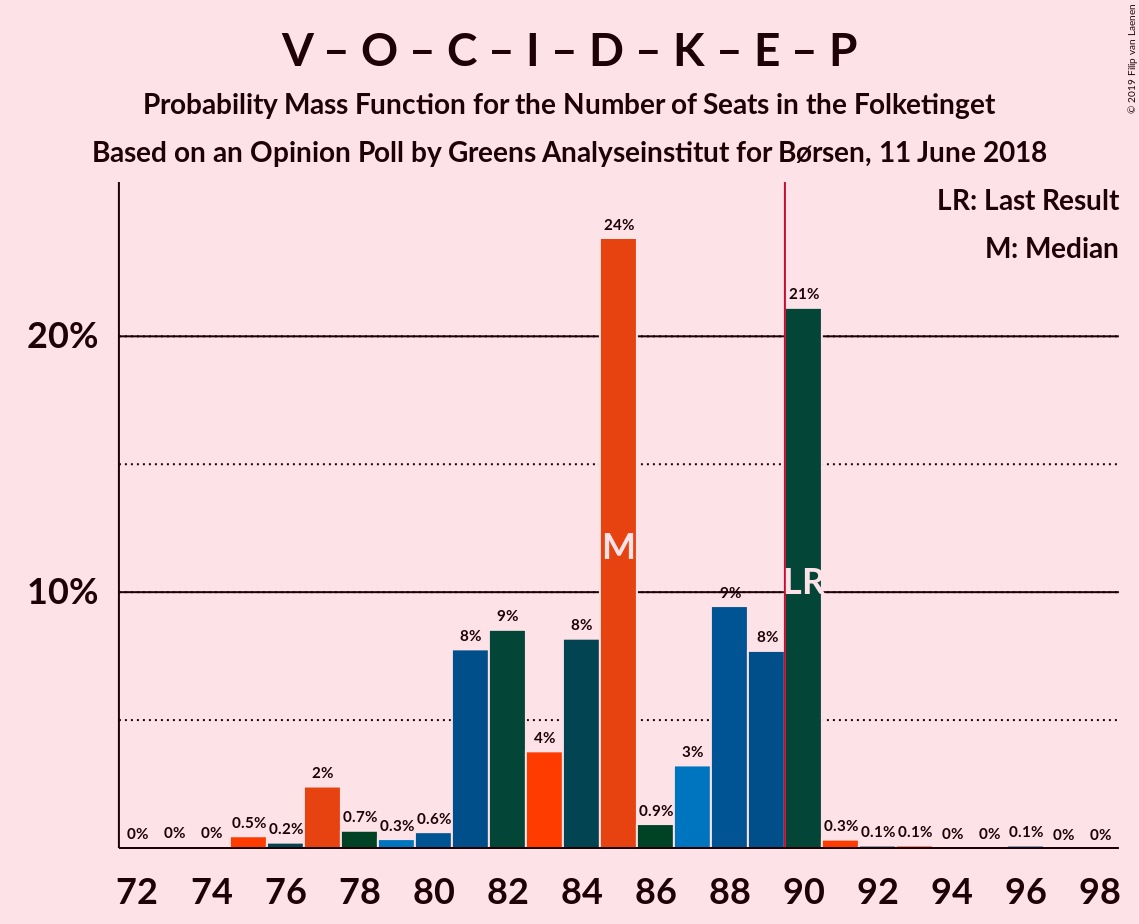 V – O – C – I – D – K – E – P
Probability Mass Function for the Number of Seats in the Folketinget
Based on an Opinion Poll by Greens Analyseinstitut for Børsen, 11 June 2018
© 2019 Filip van Laenen
LR: Last Result
M: Median
20%
10%
0% 0% 0% 0.5% 0.2% 2% 0.7% 0.3% 0.6% 8% 9% 4% 8% 24% 0.9% 3% 9% 8% 21% 0.3% 0.1% 0.1% 0% 0% 0.1% 0% 0%
M
LR
72 74 76 78 80 82 84 86 88 90 92 94 96 98